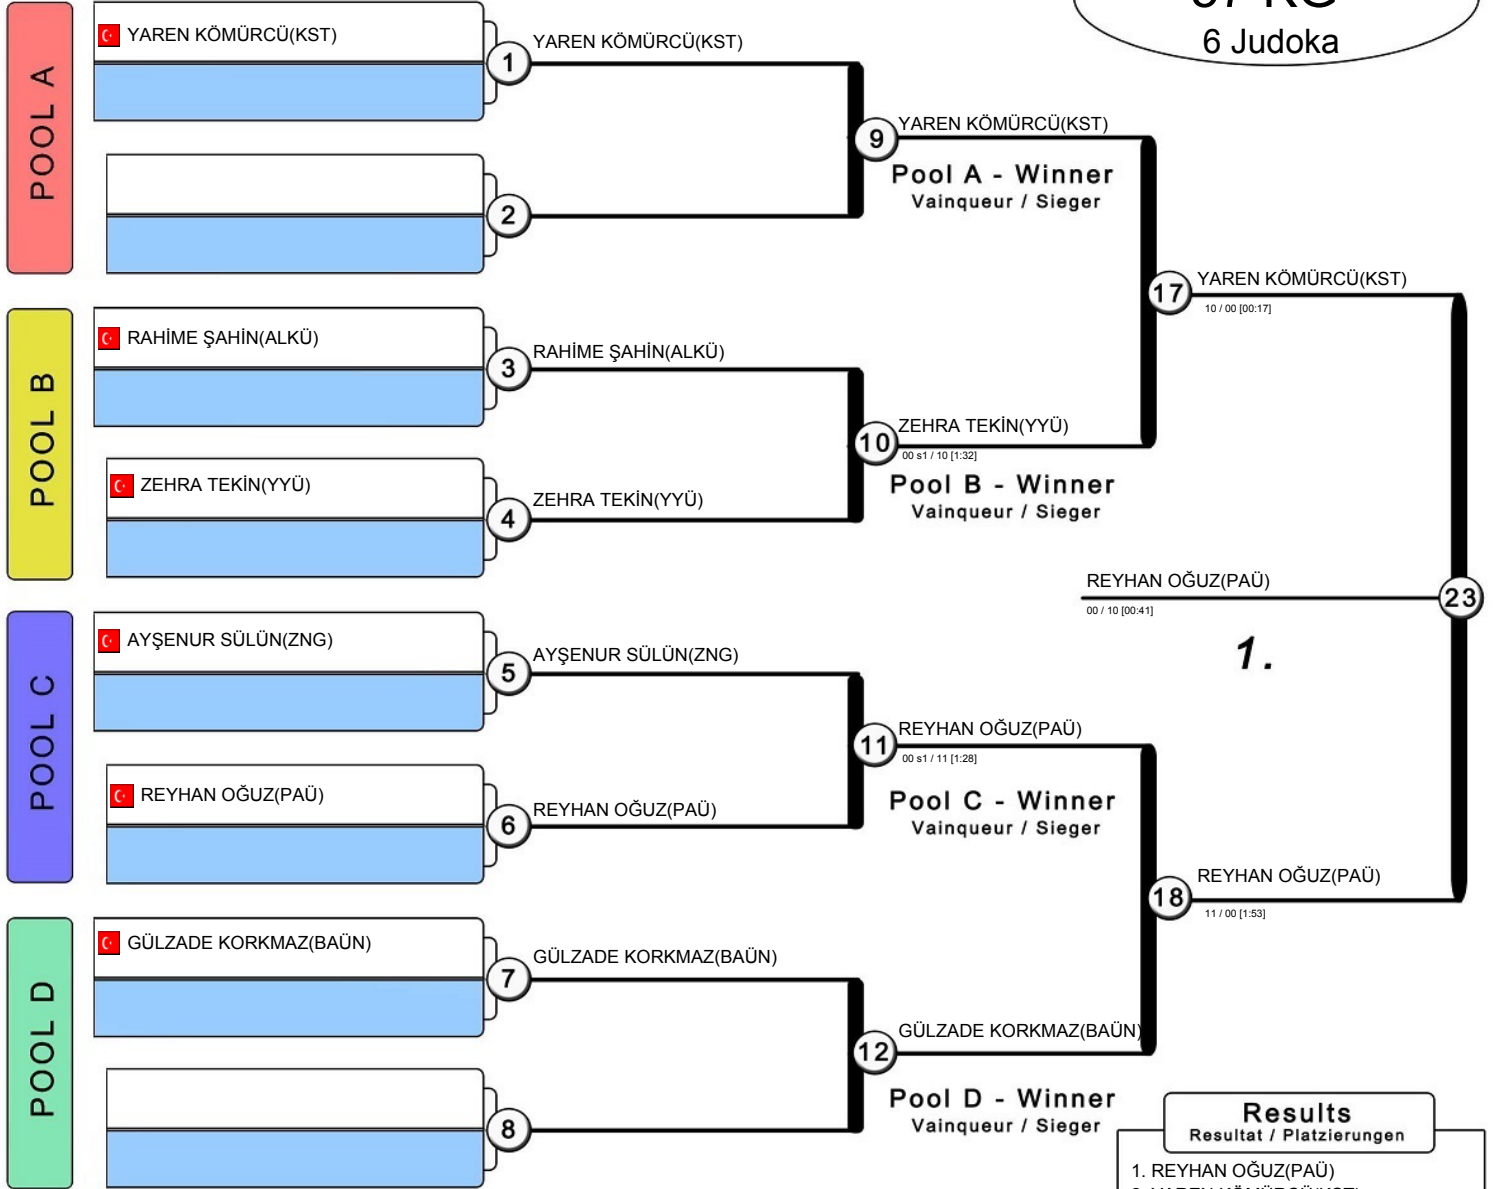 6 Judoka
POOL A
YAREN KÖMÜRCÜ(KST)
1
YAREN KÖMÜRCÜ(KST)
2
9
YAREN KÖMÜRCÜ(KST)
Pool A - Winner
Vainqueur / Sieger
POOL B
RAHİME ŞAHİN(ALKÜ)
3
RAHİME ŞAHİN(ALKÜ)
ZEHRA TEKİN(YYÜ)
4
ZEHRA TEKİN(YYÜ)
10
ZEHRA TEKİN(YYÜ)
00 s1 / 10 [1:32]
Pool B - Winner
Vainqueur / Sieger
17
YAREN KÖMÜRCÜ(KST)
10 / 00 [00:17]
POOL C
AYŞENUR SÜLÜN(ZNG)
5
AYŞENUR SÜLÜN(ZNG)
REYHAN OĞUZ(PAÜ)
6
REYHAN OĞUZ(PAÜ)
11
REYHAN OĞUZ(PAÜ)
00 s1 / 11 [1:28]
Pool C - Winner
Vainqueur / Sieger
POOL D
GÜLZADE KORKMAZ(BAÜN)
7
GÜLZADE KORKMAZ(BAÜN)
8
12
GÜLZADE KORKMAZ(BAÜN)
Pool D - Winner
Vainqueur / Sieger
18
REYHAN OĞUZ(PAÜ)
11 / 00 [1:53]
REYHAN OĞUZ(PAÜ)
23
00 / 10 [00:41]
1.
Results
Resultat / Platzierungen
1. REYHAN OĞUZ(PAÜ)